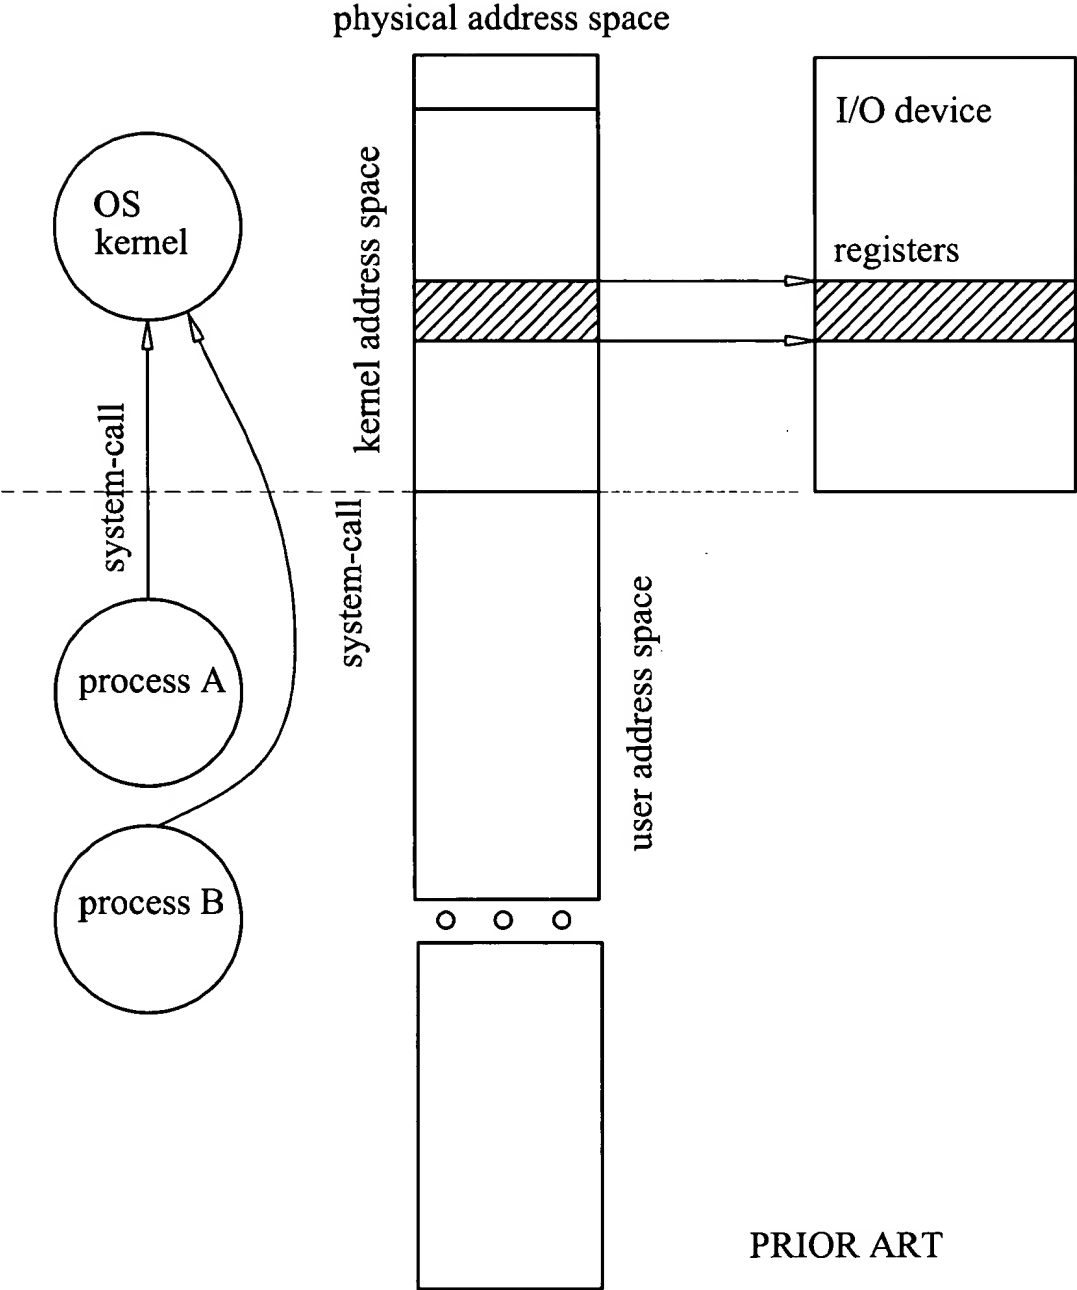 physical address space
I/O device
OS
kernel
kernel address space
registers
system-call
system-call
process A
user address space
process B
PRIOR ART